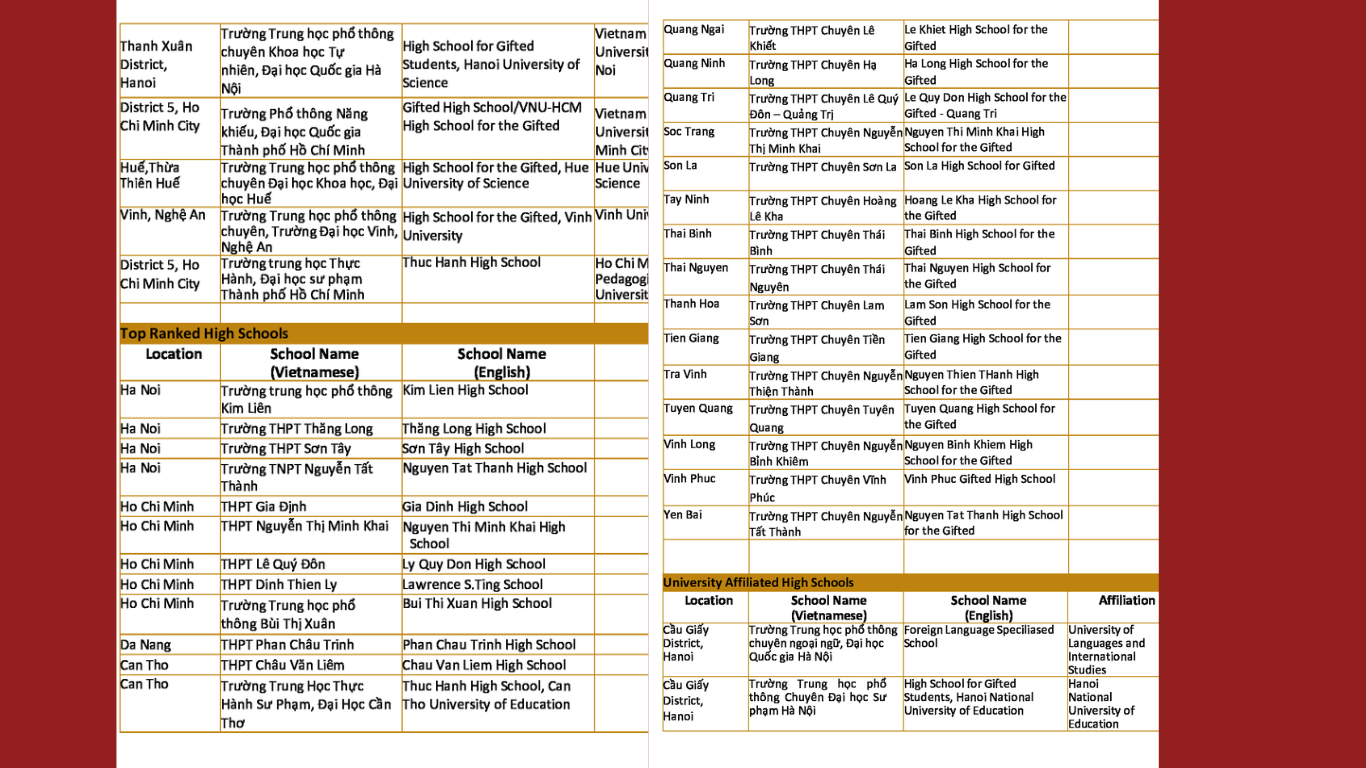 Thanh Xuân
District,
Hanoi
Trường Trung học phổ thông
chuyên Khoa học Tự
nhiên, Đại học Quốc gia Hà
Nội
High School for Gifted
Students, Hanoi University of
Science
Vietnam
Universit
Noi
District 5, Ho
Chi Minh City
Trường Phổ thông Năng
khiếu, Đại học Quốc gia
Thành phố Hồ Chí Minh
Gifted High School/VNU-HCM
High School for the Gifted
Vietnam
Universit
Minh Cit
Huế,Thừa
Thiên Huế
Trường Trung học phổ thông
chuyên Đại học Khoa học, Đại
học Huế
High School for the Gifted, Hue
University of Science
Hue Univ
Science
Vinh, Nghệ An
Trường Trung học phổ thông
chuyên, Trường Đại học Vinh,
Nghệ An
High School for the Gifted, Vinh
University
Vinh Uni
District 5, Ho
Chi Minh City
Trường trung học Thực
Hành, Đại học sư phạm
Thành phố Hồ Chí Minh
Thuc Hanh High School
Ho Chi M
Pedagogi
Universit
Top Ranked High Schools
Location
School Name
(Vietnamese)
School Name
(English)
Ha Noi
Trường trung học phổ thông
Kim Liên
Kim Lien High School
Ha Noi
Trường THPT Thăng Long
Thăng Long High School
Ha Noi
Trường THPT Sơn Tây
Sơn Tây High School
Ha Noi
Trường TNPT Nguyễn Tất
Thành
Nguyen Tat Thanh High School
Ho Chi Minh
THPT Gia Định
Gia Dinh High School
Ho Chi Minh
THPT Nguyễn Thị Minh Khai
Nguyen Thi Minh Khai High
School
Ho Chi Minh
THPT Lê Quý Đôn
Ly Quy Don High School
Ho Chi Minh
THPT Dinh Thien Ly
Lawrence S.Ting School
Ho Chi Minh
Trường Trung học phổ
thông Bùi Thị Xuân
Bui Thi Xuan High School
Da Nang
THPT Phan Châu Trinh
Phan Chau Trinh High School
Can Tho
THPT Châu Văn Liêm
Chau Van Liem High School
Can Tho
Trường Trung Học Thực
Hành Sư Phạm, Đại Học Cần
Thơ
Thuc Hanh High School, Can
Tho University of Education
Quang Ngai
Trường THPT Chuyên Lê
Khiết
Le Khiet High School for the
Gifted
Quang Ninh
Trường THPT Chuyên Hạ
Long
Ha Long High School for the
Gifted
Quang Tri
Trường THPT Chuyên Lê Quý
Đôn – Quảng Trị
Le Quy Don High School for the
Gifted - Quang Tri
Soc Trang
Trường THPT Chuyên Nguyễn
Thị Minh Khai
Nguyen Thi Minh Khai High
School for the Gifted
Son La
Trường THPT Chuyên Sơn La
Son La High School for Gifted
Tay Ninh
Trường THPT Chuyên Hoàng
Lê Kha
Hoang Le Kha High School for
the Gifted
Thai Binh
Trường THPT Chuyên Thái
Bình
Thai Binh High School for the
Gifted
Thai Nguyen
Trường THPT Chuyên Thái
Nguyên
Thai Nguyen High School for
the Gifted
Thanh Hoa
Trường THPT Chuyên Lam
Sơn
Lam Son High School for the
Gifted
Tien Giang
Trường THPT Chuyên Tiền
Giang
Tien Giang High School for the
Gifted
Tra Vinh
Trường THPT Chuyên Nguyễn
Thiện Thành
Nguyen Thien THanh High
School for the Gifted
Tuyen Quang
Trường THPT Chuyên Tuyên
Quang
Tuyen Quang High School for
the Gifted
Vinh Long
Trường THPT Chuyên Nguyễn
Bỉnh Khiêm
Nguyen Binh Khiem High
School for the Gifted
Vinh Phuc
Trường THPT Chuyên Vĩnh
Phúc
Vinh Phuc Gifted High School
Yen Bai
Trường THPT Chuyên Nguyễn
Tất Thành
Nguyen Tat Thanh High School
for the Gifted
University Affiliated High Schools
Location
School Name
(Vietnamese)
School Name
(English)
Affiliation
Cầu Giấy
District,
Hanoi
Trường Trung học phổ thông
chuyên ngoại ngữ, Đại học
Quốc gia Hà Nội
Foreign Language Speciliased
School
University of
Languages and
International
Studies
Cầu Giấy
District,
Hanoi
Trường Trung học phổ
thông Chuyên Đại học Sư
phạm Hà Nội
High School for Gifted
Students, Hanoi National
University of Education
Hanoi
National
University of
Education